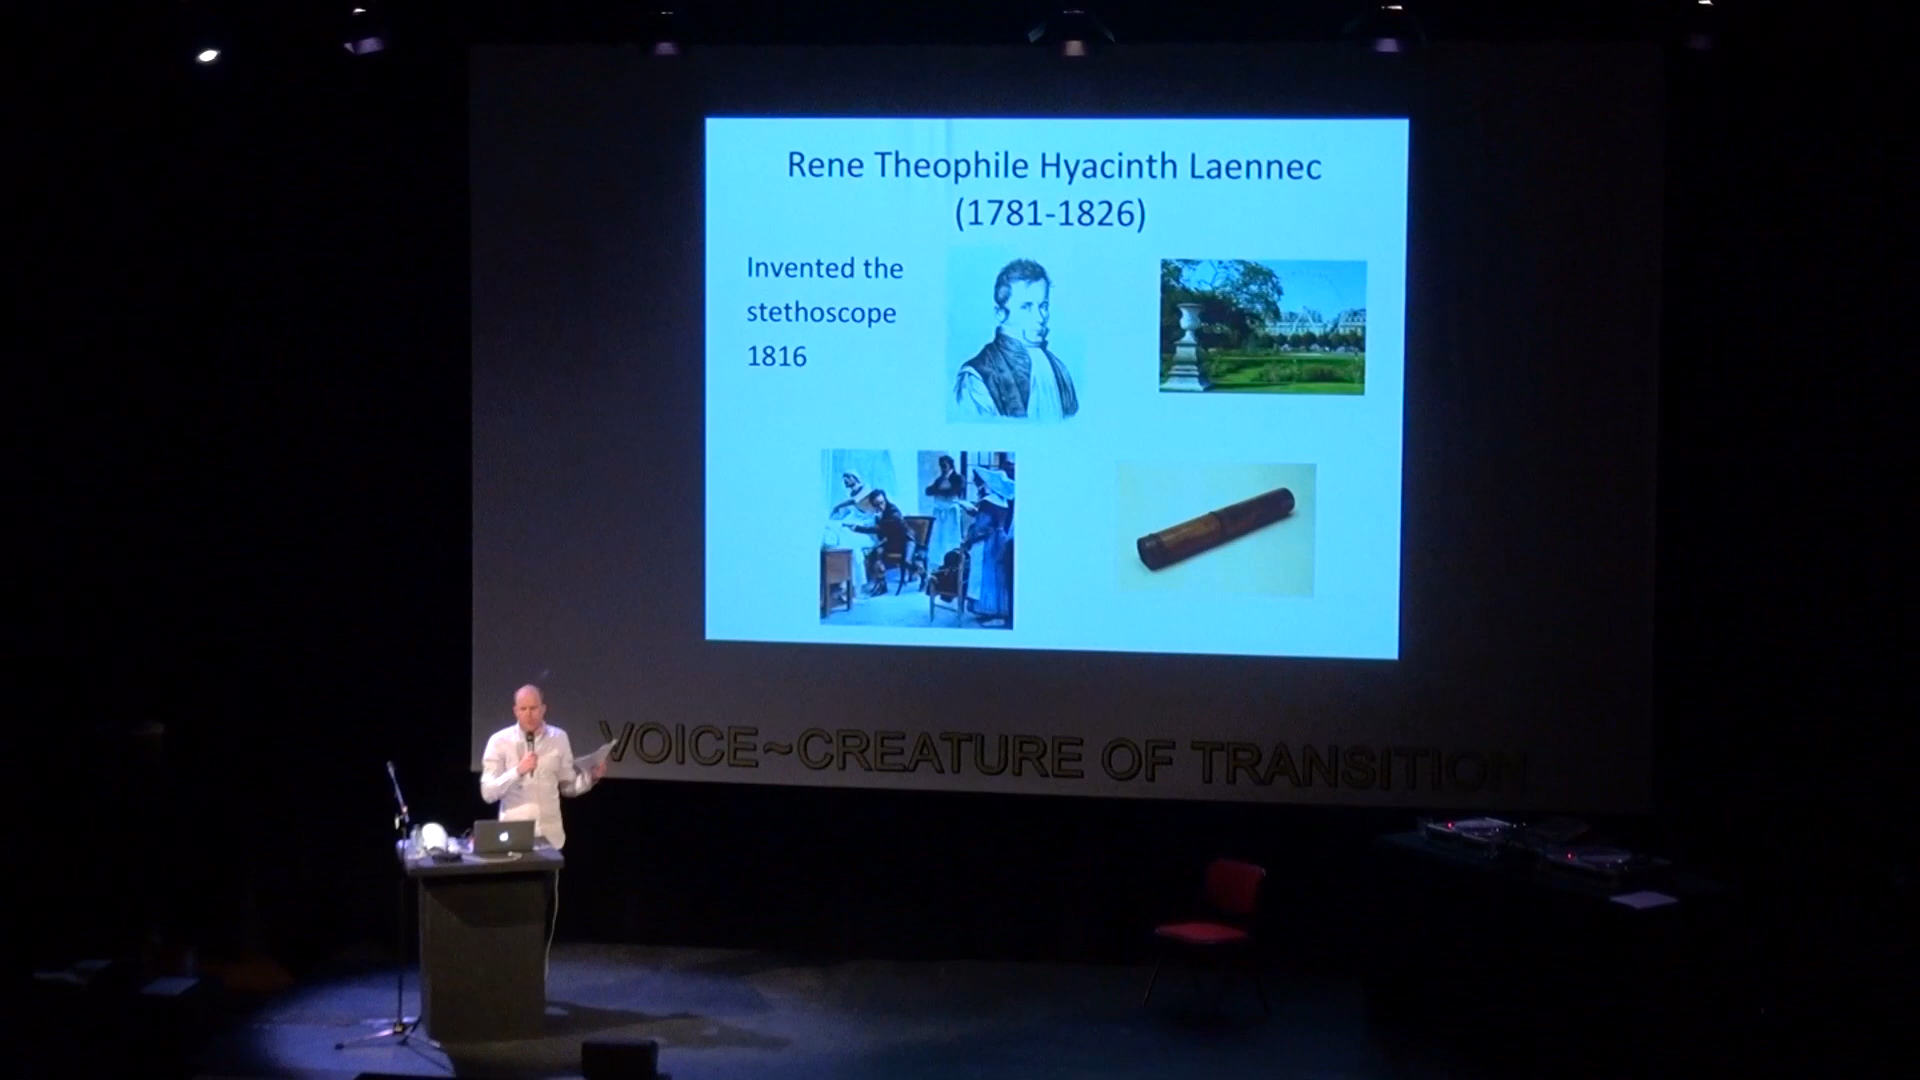 Rene Theophile Hyacinth Laennec
(1781-1826)
Invented the
stethoscope
1816
VOICE~CREATURE OF TRANSITION